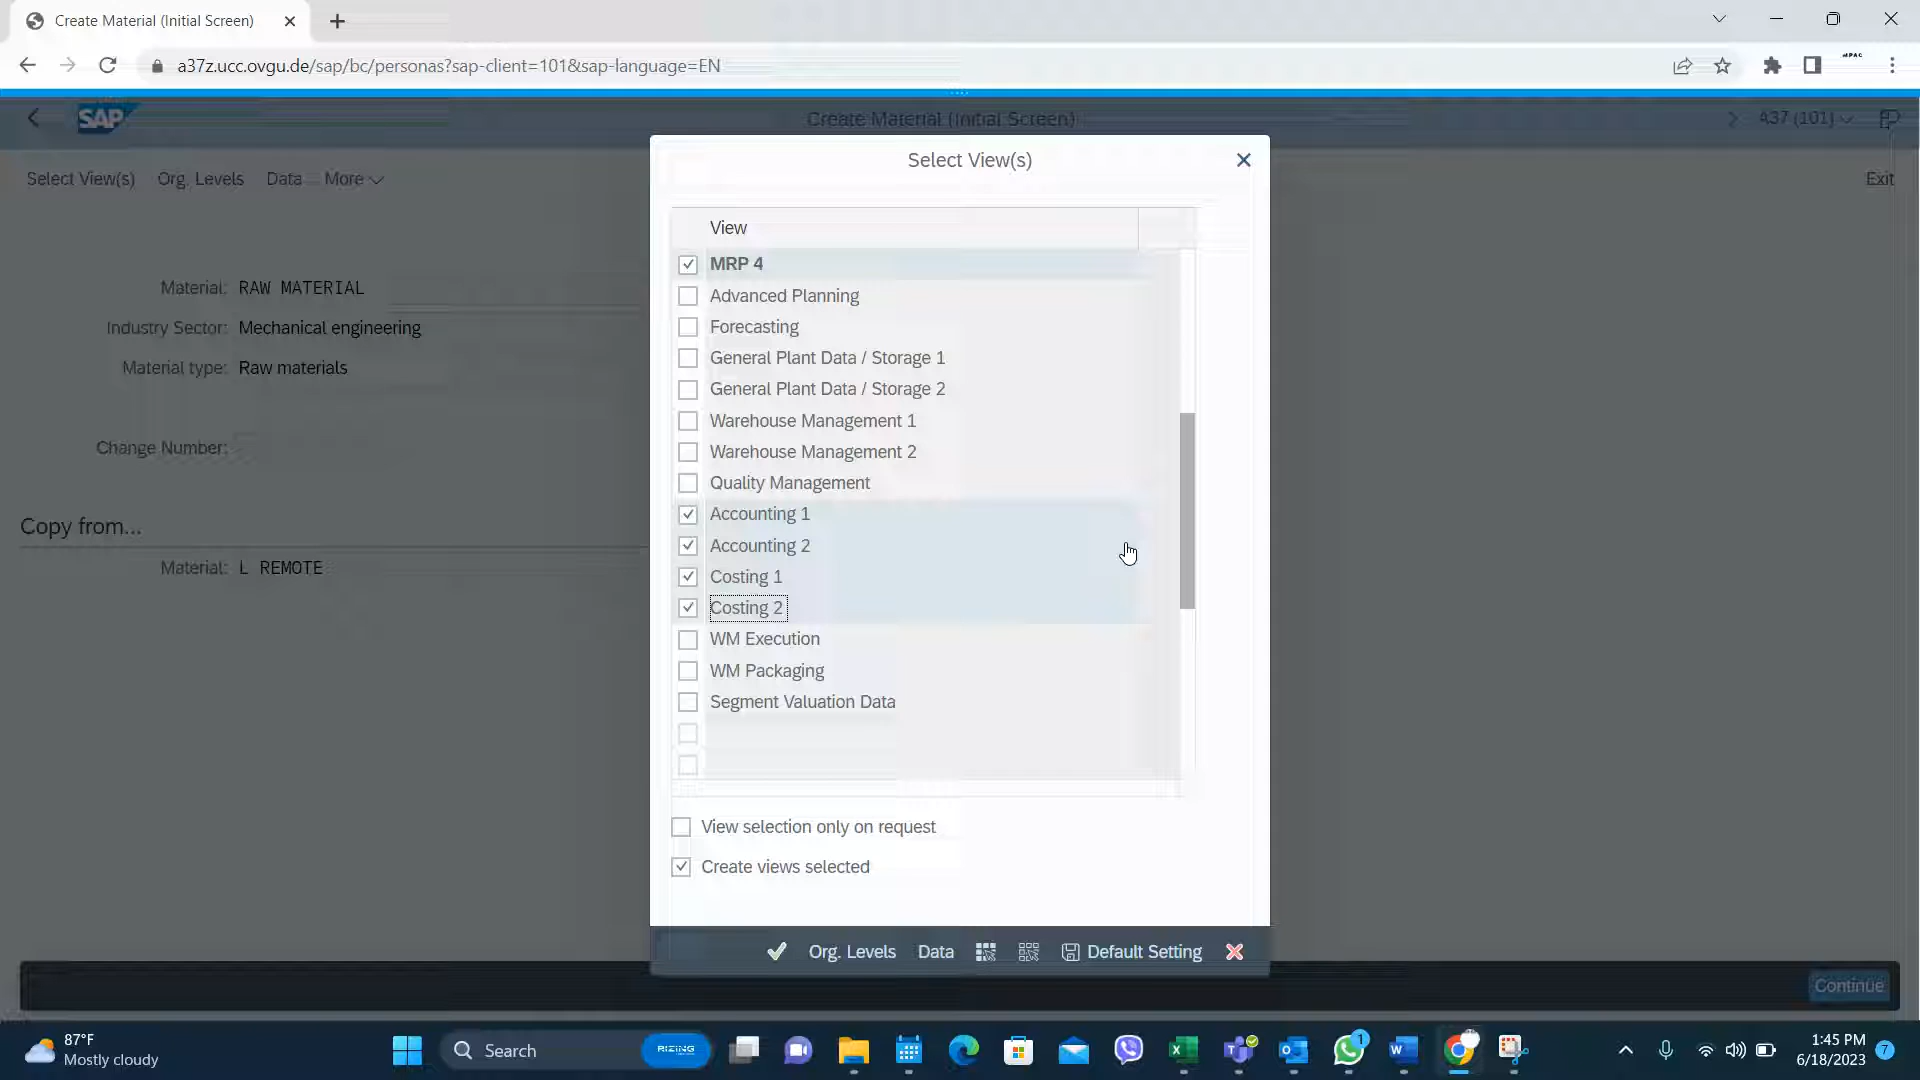 Create Material (Initial Screen)
a37z.ucc.ovgu.de/sap/bc/personas?sap-client=101&sap-language=EN
SAP
Create Material (Initial Screen)
A37 (101)
Select View(s) Org. Levels Data More
Exit
Material: RAW MATERIAL
Industry Sector: Mechanical engineering
Material type: Raw materials
Change Number:
Copy from...
Material: L REMOTE
Select View(s)
View
MRP 4
Advanced Planning
Forecasting
General Plant Data / Storage 1
General Plant Data / Storage 2
Warehouse Management 1
Warehouse Management 2
Quality Management
Accounting 1
Accounting 2
Costing 1
Costing 2
WM Execution
WM Packaging
Segment Valuation Data
View selection only on request
Create views selected
Org. Levels Data Default Setting
Continue
87°F
Mostly cloudy
Search
RIZING
1
1:45 PM
6/18/2023
7